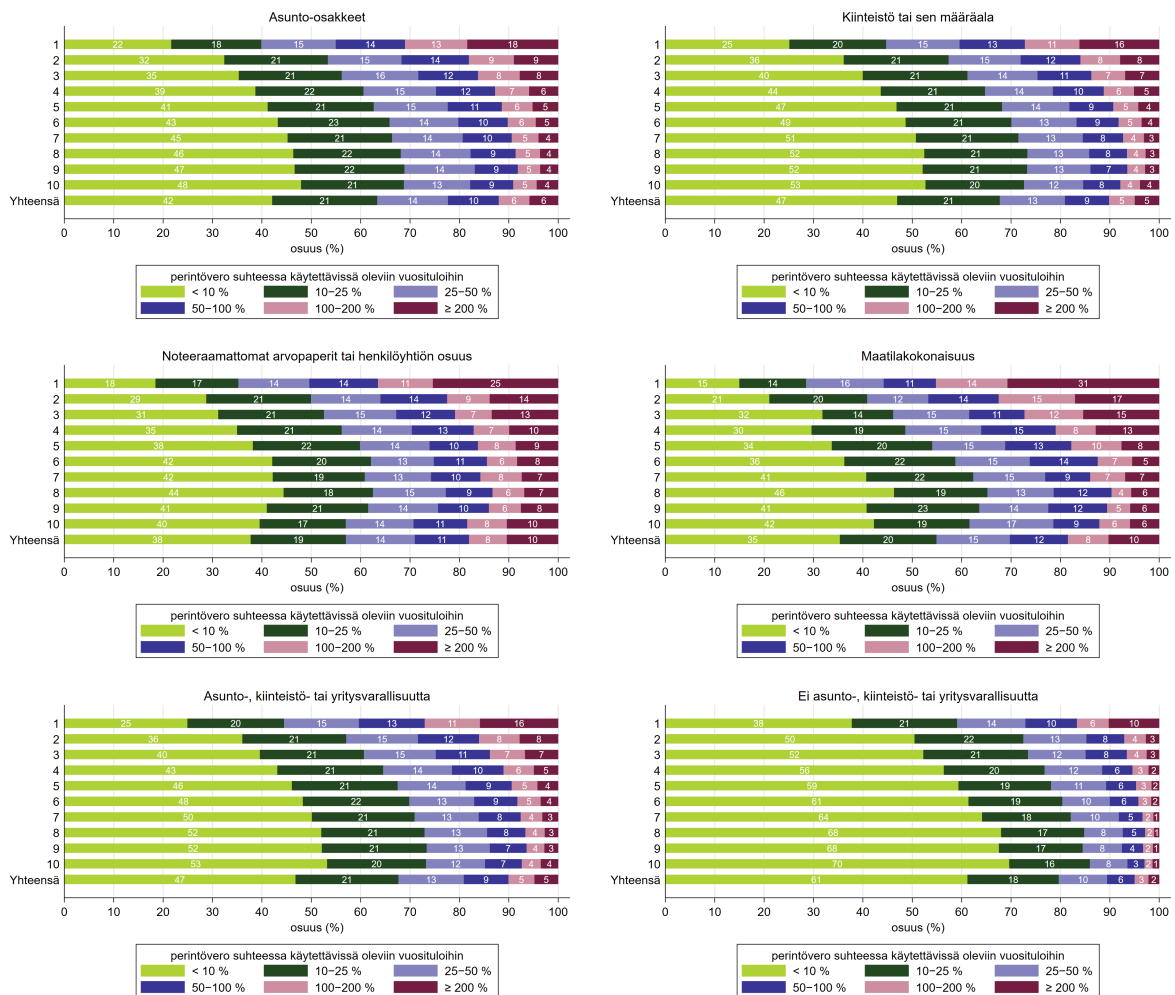 Asunto-osakkeet
1 22 18 15 14 13 18
2 32 21 15 14 9 9
3 35 21 16 12 8 8
4 39 22 15 12 7 6
5 41 21 15 11 6 5
6 43 23 14 10 6 5
7 45 21 14 10 5 4
8 46 22 14 9 5 4
9 47 22 14 9 5 4
10 48 21 13 9 5 4
Yhteensä 42 21 14 10 6 6
0 10 20 30 40 50 60 70 80 90 100
osuus (%)
perintövero suhteessa käytettävissä oleviin vuosituloihin
< 10 % 10−25 % 25−50 %
50−100 % 100−200 % ≥ 200 %
Kiinteistö tai sen määräala
1 25 20 15 13 11 16
2 36 21 15 12 8 8
3 40 21 14 11 7 7
4 44 21 14 10 6 5
5 47 21 14 9 5 4
6 49 21 13 9 5 4
7 51 21 13 8 4 3
8 52 21 13 8 4 3
9 52 21 13 7 4 3
10 53 20 12 8 4 4
Yhteensä 47 21 13 9 5 5
0 10 20 30 40 50 60 70 80 90 100
osuus (%)
perintövero suhteessa käytettävissä oleviin vuosituloihin
< 10 % 10−25 % 25−50 %
50−100 % 100−200 % ≥ 200 %
Noteeraamattomat arvopaperit tai henkilöyhtiön osuus
1 18 17 14 14 11 25
2 29 21 14 14 9 14
3 31 21 15 12 7 13
4 35 21 14 13 7 10
5 38 22 14 10 8 9
6 42 20 13 11 6 8
7 42 19 14 10 8 7
8 44 18 15 9 6 7
9 41 21 14 10 6 8
10 40 17 14 11 8 10
Yhteensä 38 19 14 11 8 10
0 10 20 30 40 50 60 70 80 90 100
osuus (%)
perintövero suhteessa käytettävissä oleviin vuosituloihin
< 10 % 10−25 % 25−50 %
50−100 % 100−200 % ≥ 200 %
Maatilakokonaisuus
1 15 14 16 11 14 31
2 21 20 12 14 15 17
3 32 14 15 11 12 15
4 30 19 15 15 8 13
5 34 20 15 13 10 8
6 36 22 15 14 7 5
7 41 22 15 9 7 7
8 46 19 13 12 4 6
9 41 23 14 12 5 6
10 42 19 17 9 6 6
Yhteensä 35 20 15 12 8 10
0 10 20 30 40 50 60 70 80 90 100
osuus (%)
perintövero suhteessa käytettävissä oleviin vuosituloihin
< 10 % 10−25 % 25−50 %
50−100 % 100−200 % ≥ 200 %
Asunto-, kiinteistö- tai yritysvarallisuutta
1 25 20 15 13 11 16
2 36 21 15 12 8 8
3 40 21 15 11 7 7
4 43 21 14 10 6 5
5 46 21 14 9 5 4
6 48 22 13 9 5 4
7 50 21 13 8 4 3
8 52 21 13 8 4 3
9 52 21 13 7 4 3
10 53 20 12 7 4 4
Yhteensä 47 21 13 9 5 5
0 10 20 30 40 50 60 70 80 90 100
osuus (%)
perintövero suhteessa käytettävissä oleviin vuosituloihin
< 10 % 10−25 % 25−50 %
50−100 % 100−200 % ≥ 200 %
Ei asunto-, kiinteistö- tai yritysvarallisuutta
1 38 21 14 10 6 10
2 50 22 13 8 4 3
3 52 21 12 8 4 3
4 56 20 12 6 3 2
5 59 19 11 6 3 2
6 61 19 10 6 3 2
7 64 18 10 5 2 1
8 68 17 8 5 2 1
9 68 17 8 4 2 1
10 70 16 8 3 2 1
Yhteensä 61 18 10 6 3 2
0 10 20 30 40 50 60 70 80 90 100
osuus (%)
perintövero suhteessa käytettävissä oleviin vuosituloihin
< 10 % 10−25 % 25−50 %
50−100 % 100−200 % ≥ 200 %